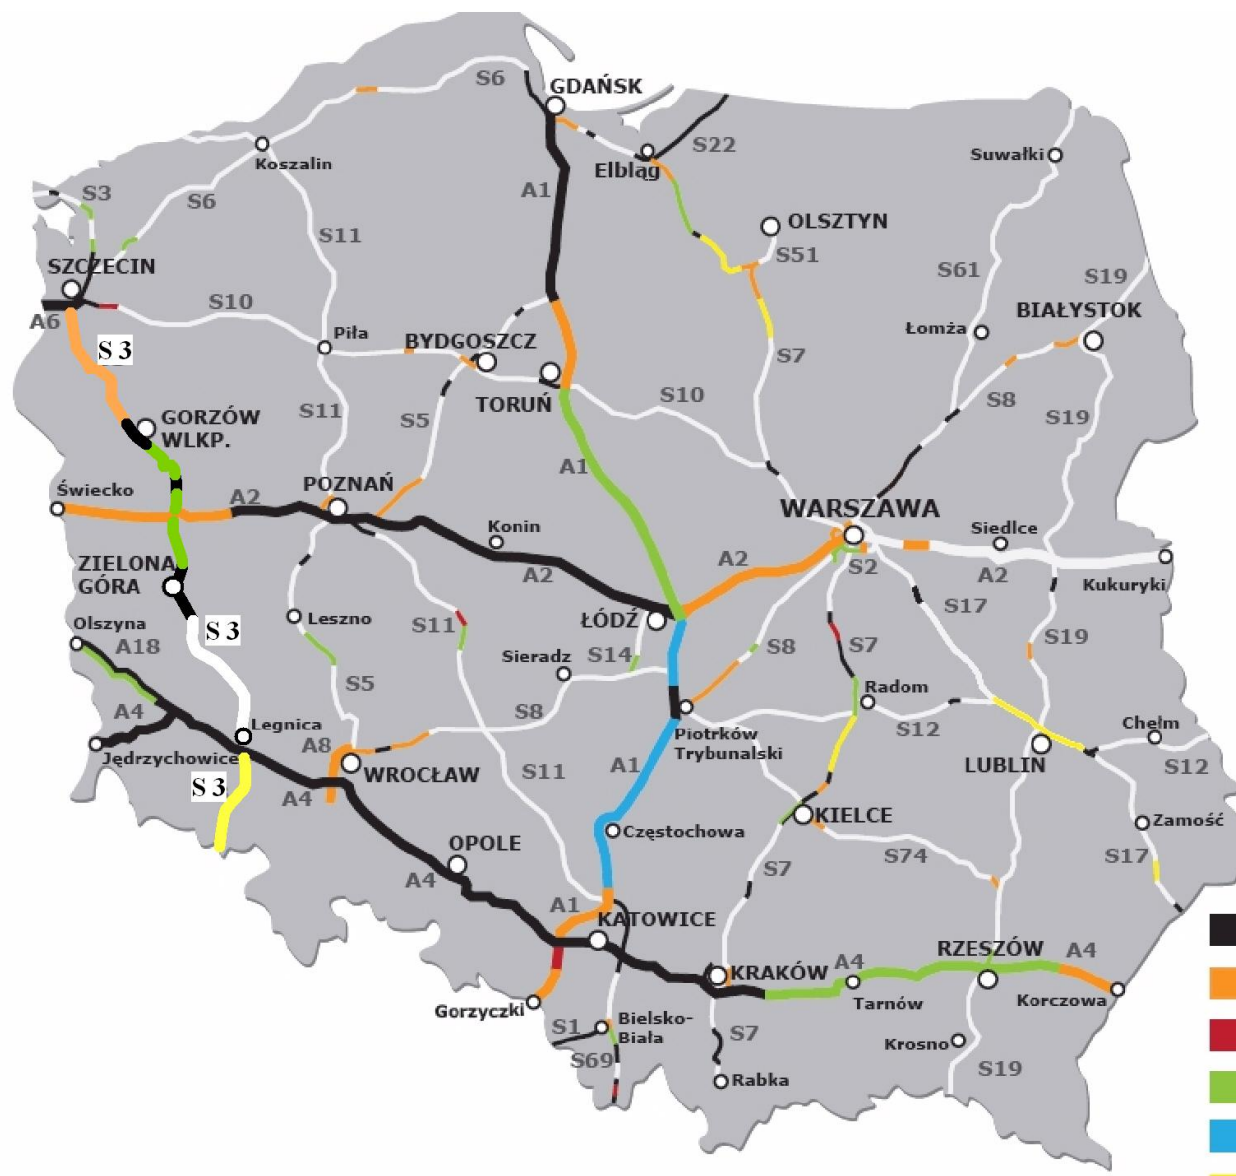 S6
GDAŃSK
S22
Koszalin
Elbląg
Suwałki
S3
S6
A1
OLSZTYN
S11
S51
S61
S19
SZCZECIN
S10
BIAŁYSTOK
A6
Łomża
Piła
BYDGOSZCZ
S 3
S7
S10
S8
TORUŃ
S11
S5
S19
GORZÓW
WLKP.
A1
POZNAŃ
Świecko
A2
WARSZAWA
Konin
Siedlce
A2
A2
S2
A2
ZIELONA
GÓRA
Kukuryki
S17
Leszno
ŁÓDŹ
Olszyna
S 3
S11
S19
A18
S8
S7
Sieradz
S14
S5
Radom
A4
S8
Legnica
S12
Chełm
Piotrków
Trybunalski
A8
Jędrzychowice
A1
LUBLIN
S12
WROCŁAW
S11
S 3
A4
KIELCE
Częstochowa
Zamość
OPOLE
S74
S17
S7
A4
A1
KATOWICE
RZESZÓW
A4
KRAKÓW
A4
Tarnów
Korczowa
Gorzyczki
Bielsko-
Biała
S1
S7
Krosno
S69
S19
Rabka